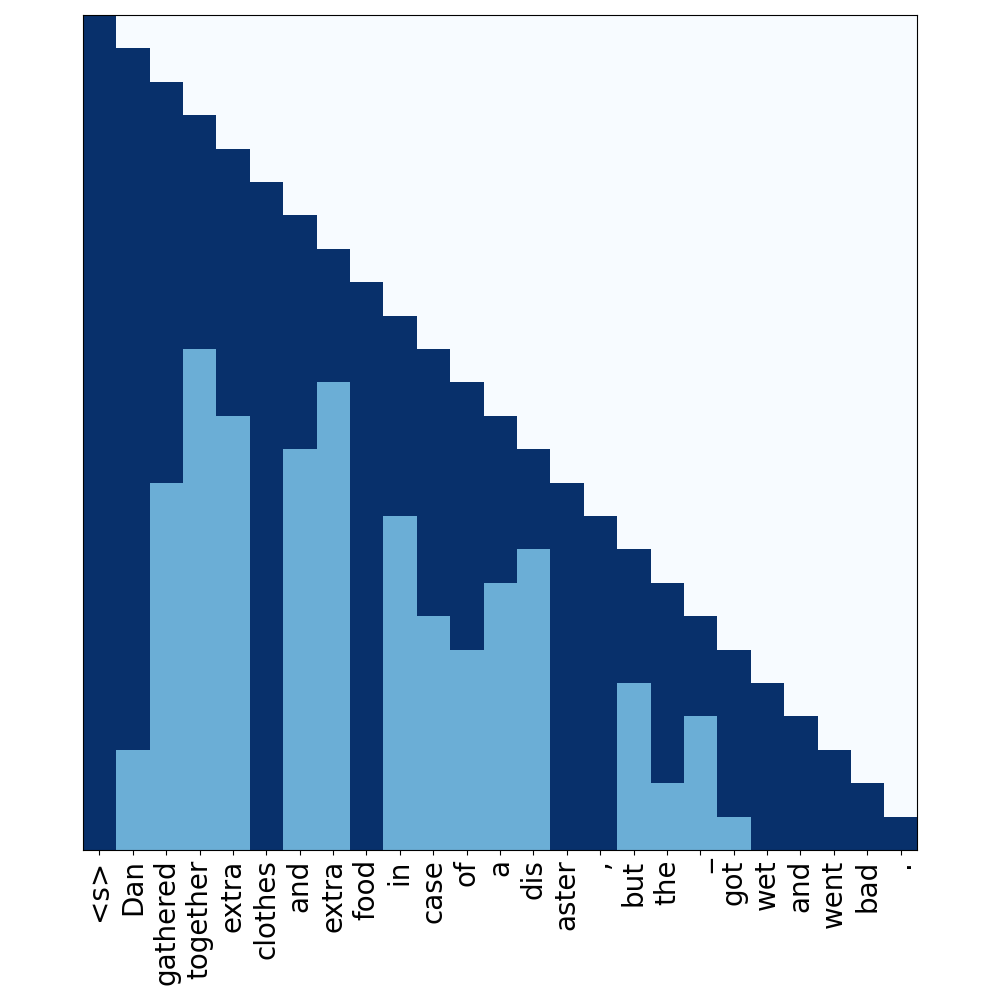 <s>
Dan
gathered
together
extra
clothes
and
extra
food
in
case
of
a
dis
aster
,
but
the
_
got
wet
and
went
bad
.